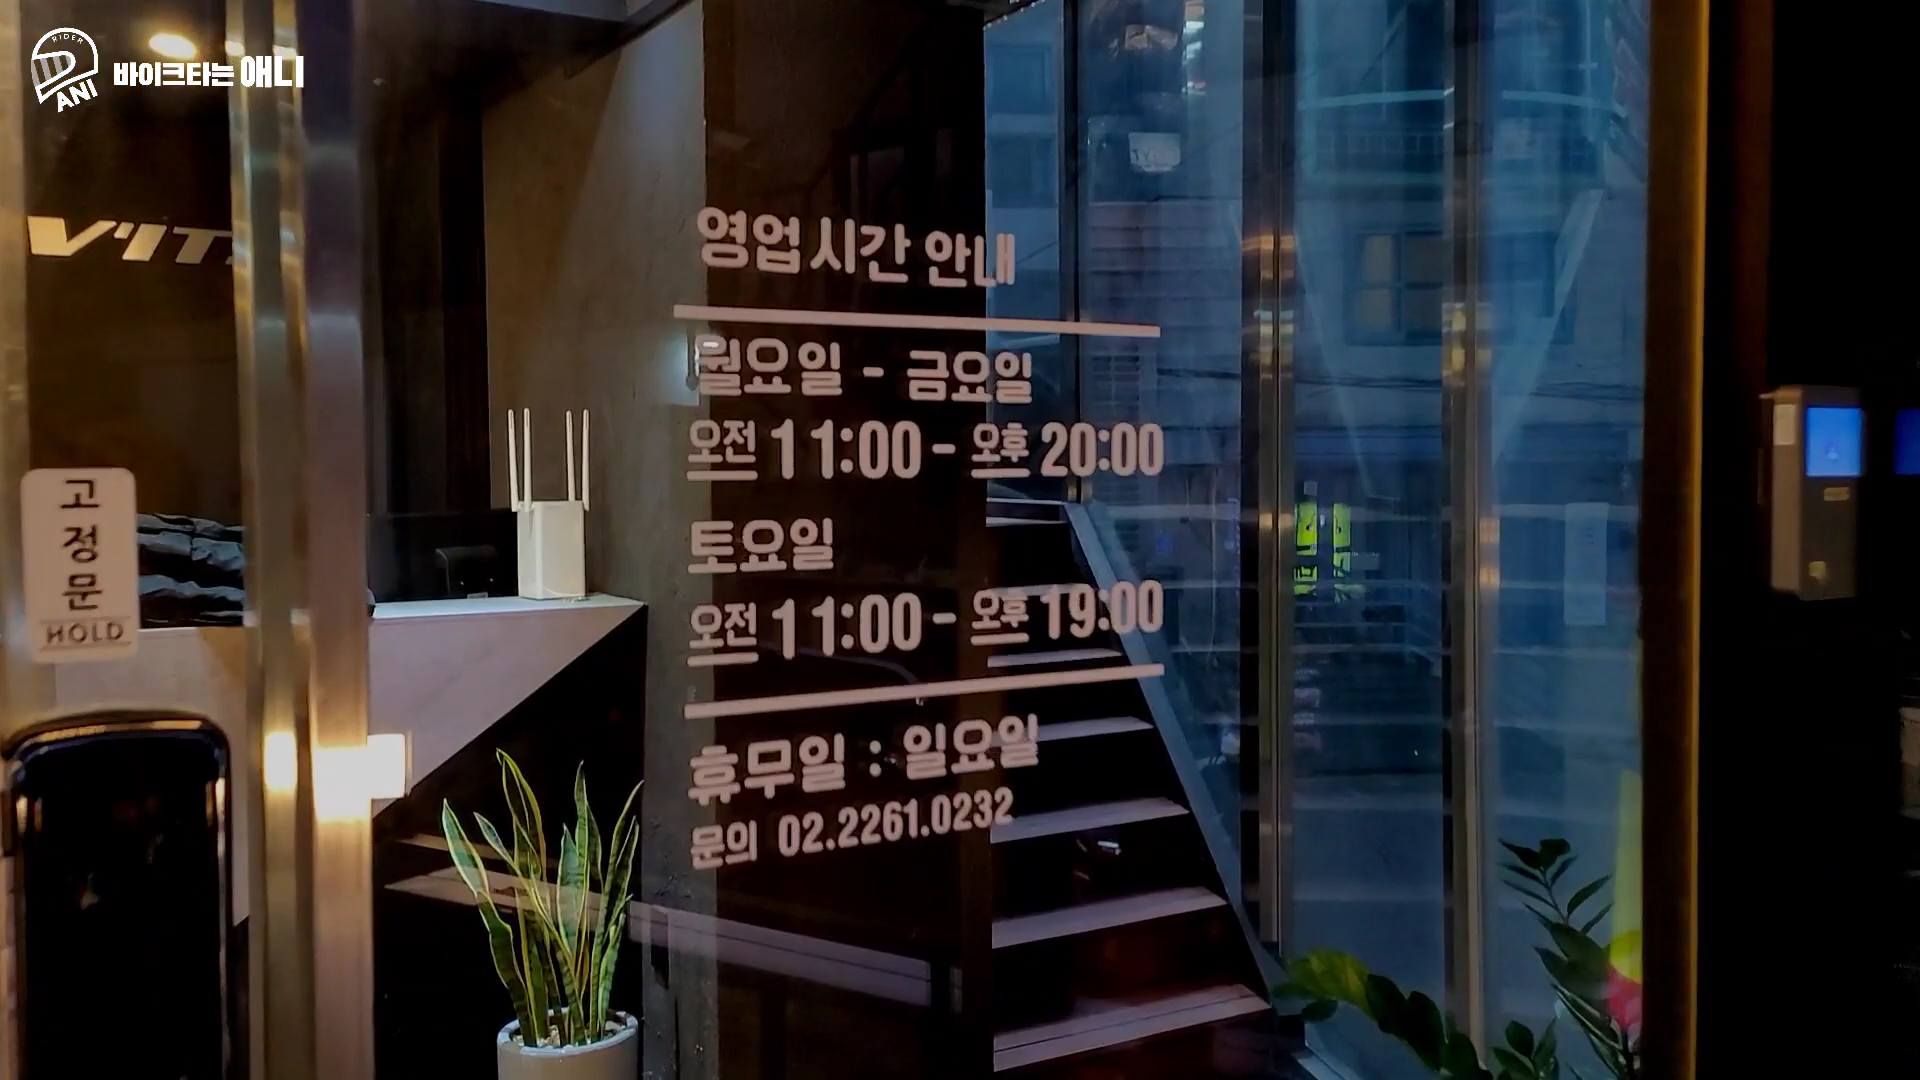 RIDER
ANI
바이크타는 애니
영업시간 안내
월요일 - 금요일
오전 11:00 - 오후 20:00
토요일
오전 11:00 - 오후 19:00
휴무일 : 일요일
문의 02.2261.0232
고
정
문
HOLD